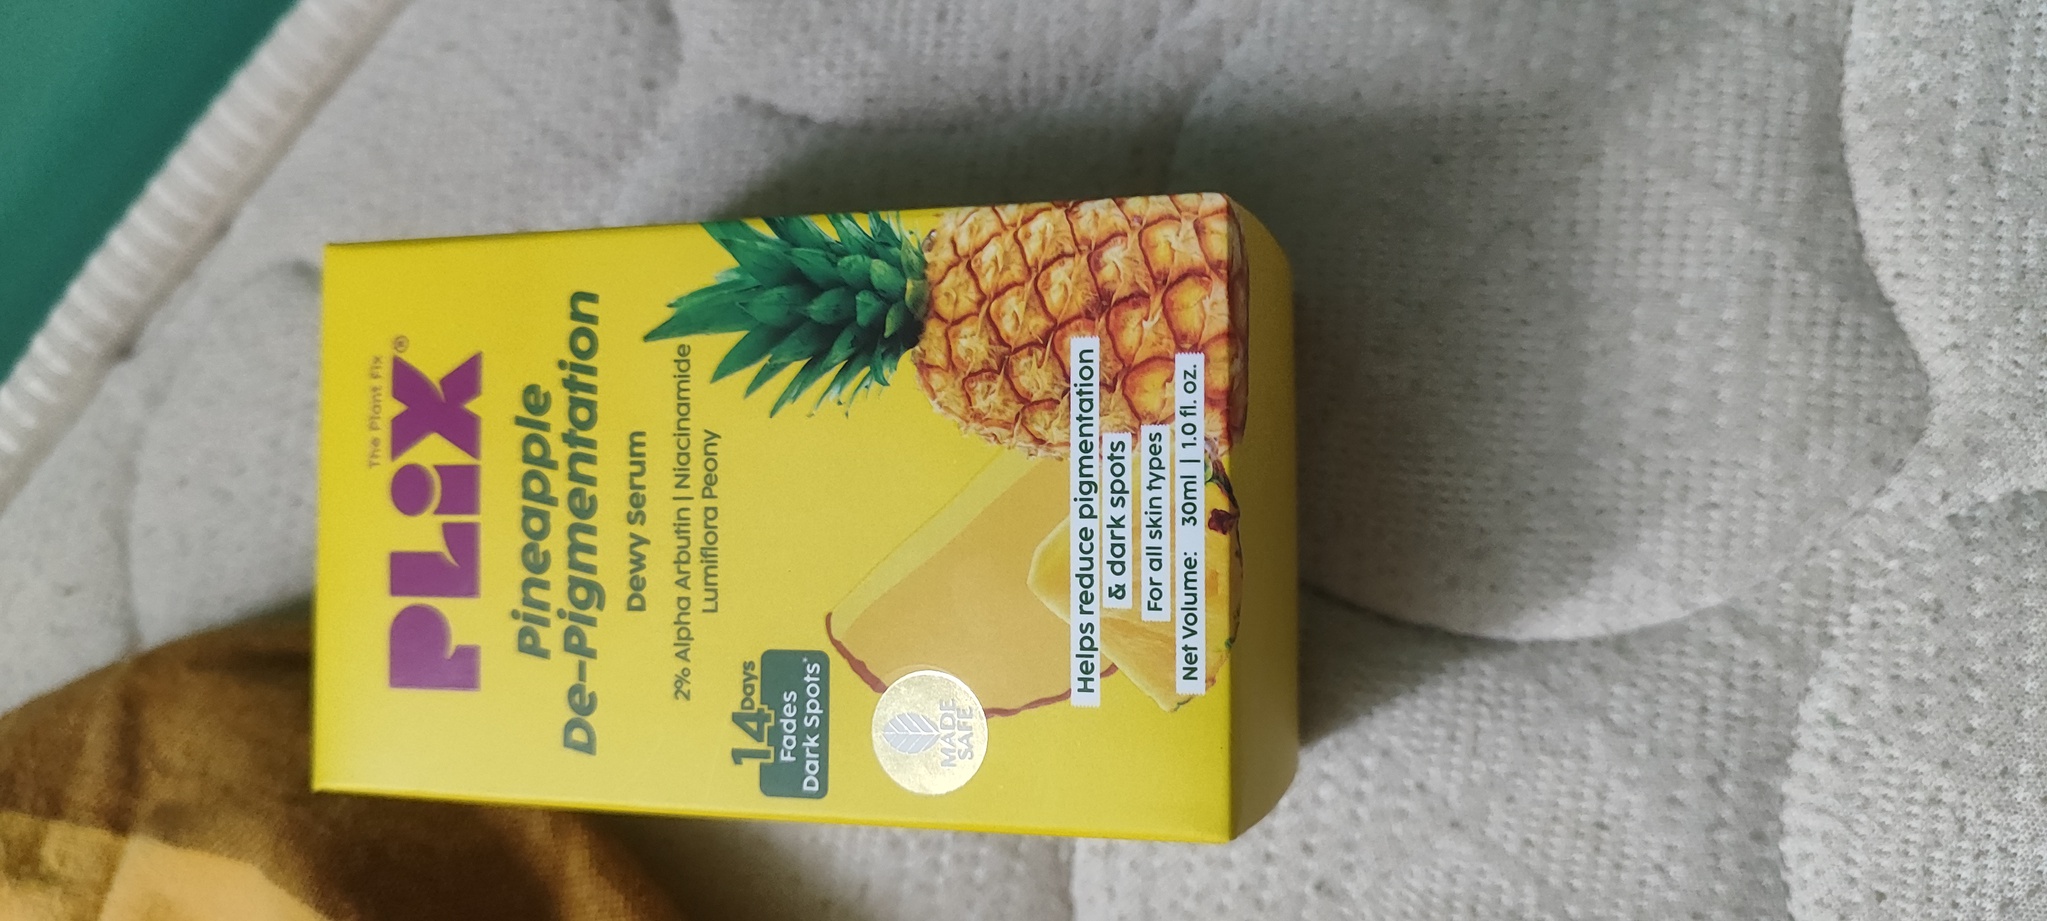 The Plant Fix
PLiX®
Pineapple
De-Pigmentation
Dewy Serum
2% Alpha Arbutin | Niacinamide
Lumiflora Peony
14 Days
Fades
Dark Spots*
MADE
SAFE
Helps reduce pigmentation
& dark spots
For all skin types
Net Volume: 30ml | 1.0 fl. oz.